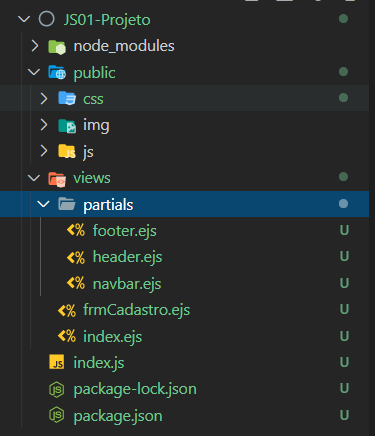 JS01-Projeto
node_modules
public
css
img
js
views
partials
footer.ejs U
header.ejs U
navbar.ejs U
frmCadastro.ejs U
index.ejs U
index.js U
package-lock.json U
package.json U